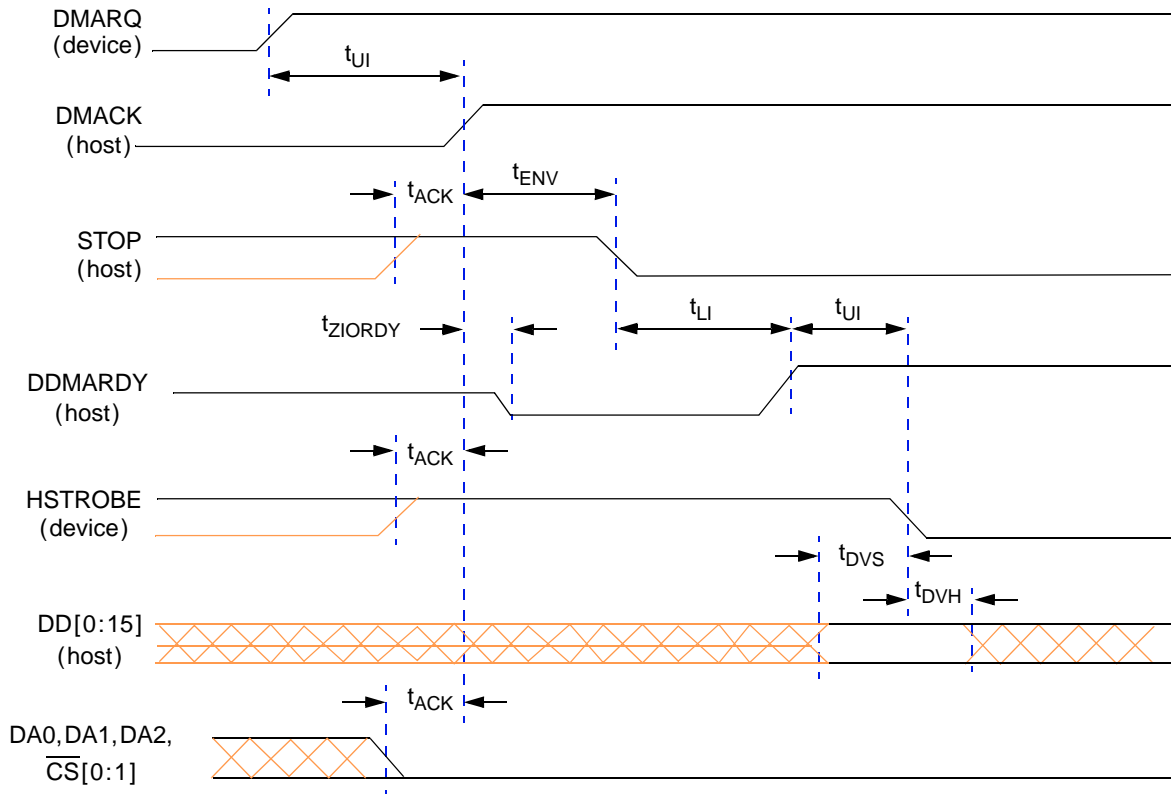 DMARQ
(device)
tUI
DMACK
(host)
tACK
tENV
STOP
(host)
tZIORDY
tLI
tUI
DDMARDY
(host)
tACK
HSTROBE
(device)
tDVS
tDVH
DD[0:15]
(host)
tACK
DA0,DA1,DA2,
CS[0:1]